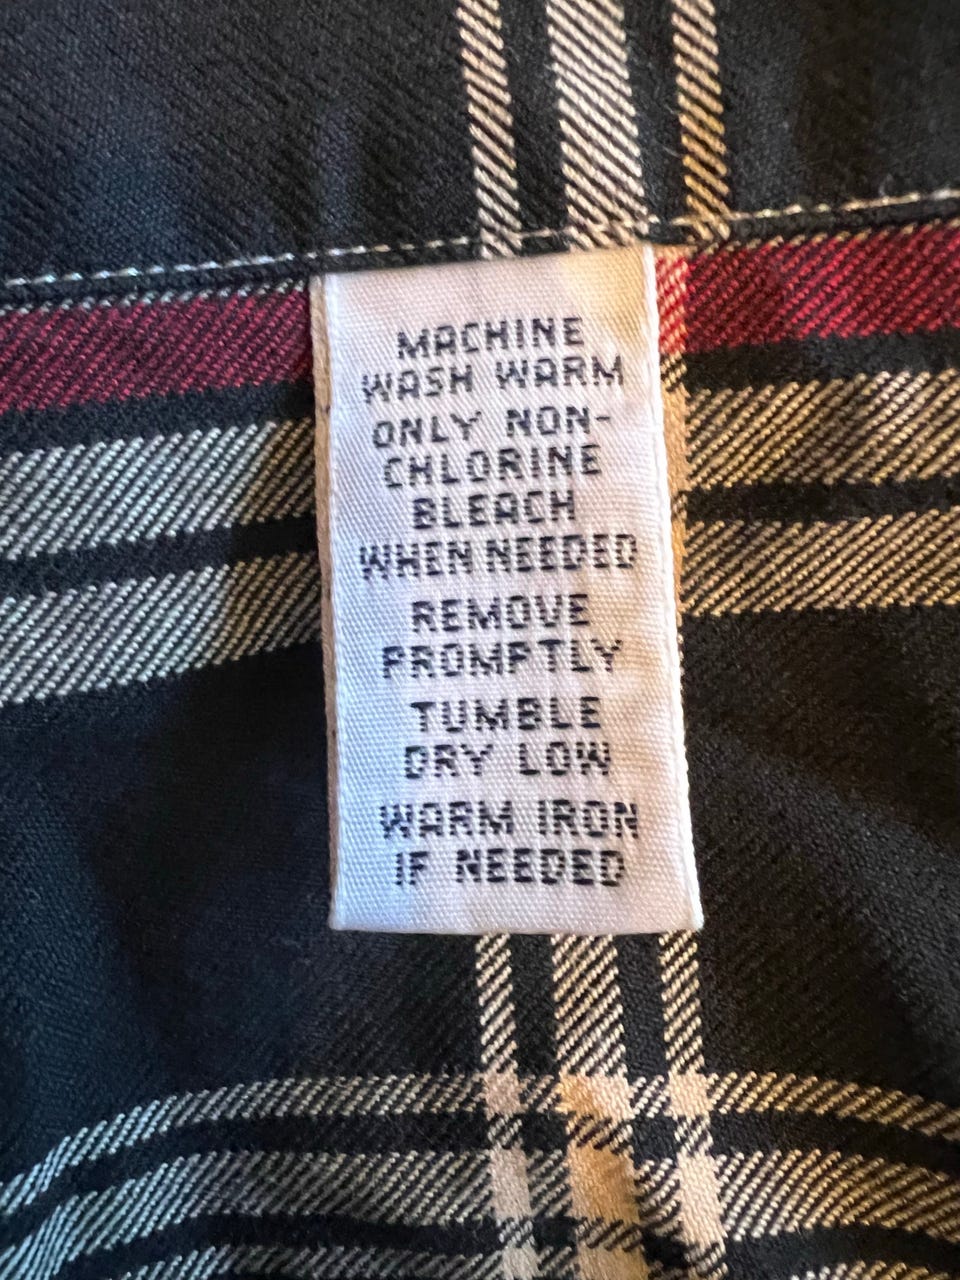 MACHINE
WASH WARM
ONLY NON-
CHLORINE
BLEACH
WHEN NEEDED
REMOVE
PROMPTLY
TUMBLE
DRY LOW
WARM IRON
IF NEEDED